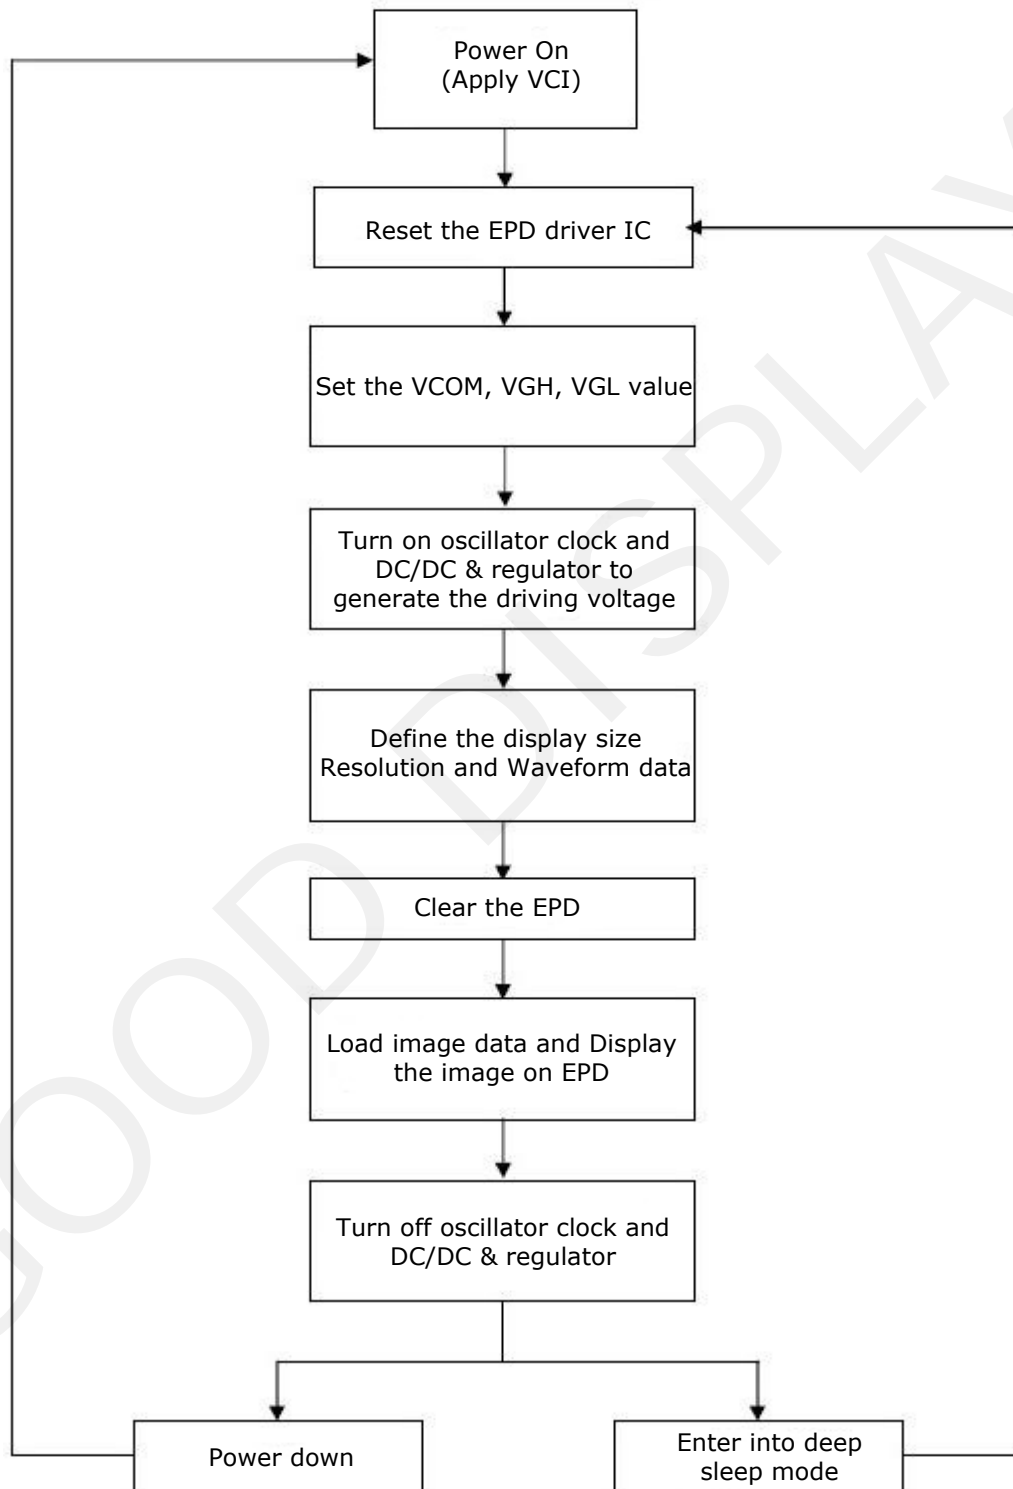 Power On
(Apply VCI)
Reset the EPD driver IC
Set the VCOM, VGH, VGL value
Turn on oscillator clock and
DC/DC & regulator to
generate the driving voltage
Define the display size
Resolution and Waveform data
Clear the EPD
Load image data and Display
the image on EPD
Turn off oscillator clock and
DC/DC & regulator
Power down
Enter into deep
sleep mode
GOOD DISPLAY